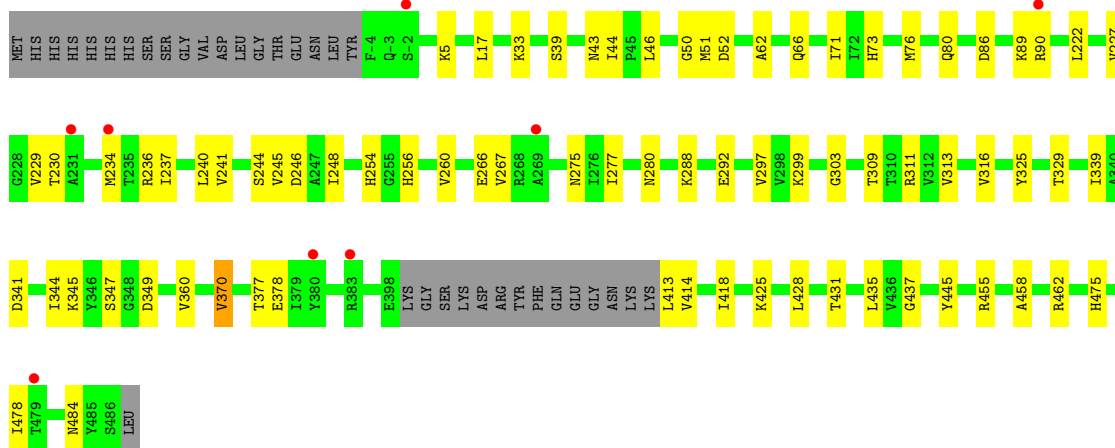 MET HIS HIS HIS HIS HIS HIS SER SER GLY VAL ASP LEU GLY THR GLU ASN LEU TYR F-4 Q-3 S-2 K5 L17 K33 S39 N43 I44 P45 L46 G50 M51 D52 A62 Q66 I71 I72 H73 M76 Q80 D86 K89 R90 L222 V227
G228 V229 T230 A231 M234 T235 R236 I237 L240 V241 S244 V245 D246 A247 I248 H254 G255 H256 V260 E266 V267 R268 A269 N275 I276 I277 N280 K288 E292 V297 V298 K299 G303 T309 T310 R311 V312 V313 V316 Y325 T329 I339 A340
D341 I344 K345 Y346 S347 G348 D349 V360 V370 T377 E378 I379 Y380 R383 E398 LYS GLY SER LYS ASP ARG TYR PHE GLN GLU GLY ASN LYS LYS L413 V414 I418 K425 L428 T431 L435 V436 G437 Y445 R455 A458 R462 H475
I478 T479 N484 Y485 S486 LEU